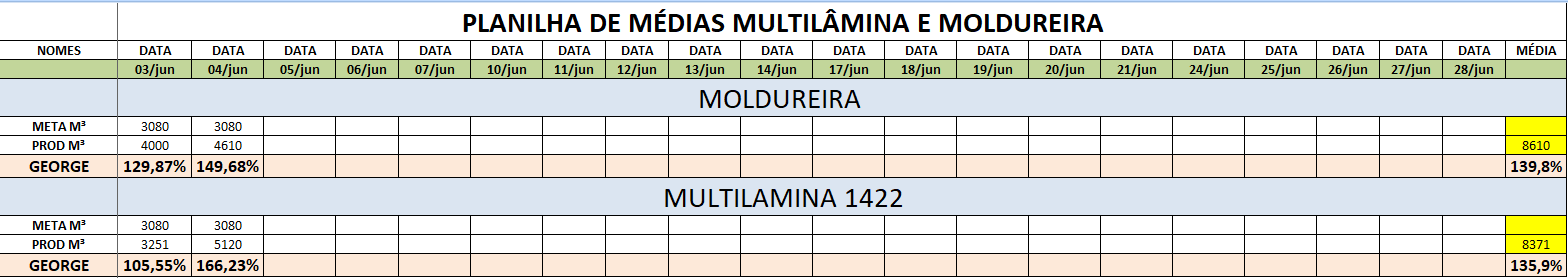 PLANILHA DE MÉDIAS MULTILÂMINA E MOLDUREIRA
NOMES DATA DATA DATA DATA DATA DATA DATA DATA DATA DATA DATA DATA DATA DATA DATA DATA DATA DATA DATA MÉDIA
03/jun 04/jun 05/jun 06/jun 07/jun 10/jun 11/jun 12/jun 13/jun 14/jun 17/jun 18/jun 19/jun 20/jun 21/jun 24/jun 25/jun 26/jun 27/jun 28/jun
MOLDUREIRA
META M³ 3080 3080
PROD M³ 4000 4610 8610
GEORGE 129,87% 149,68% 139,8%
MULTILAMINA 1422
META M³ 3080 3080
PROD M³ 3251 5120 8371
GEORGE 105,55% 166,23% 135,9%